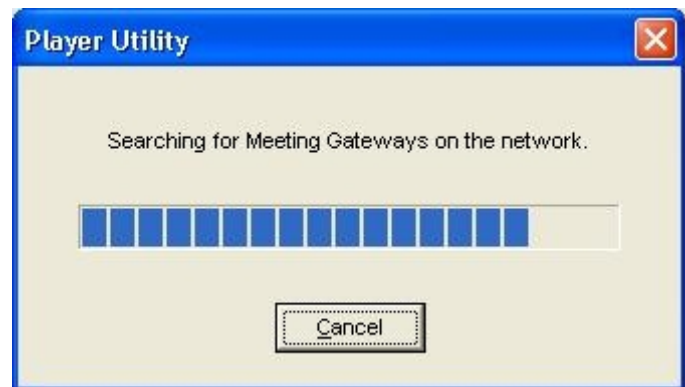 Player Utility
Searching for Meeting Gateways on the network.
Cancel